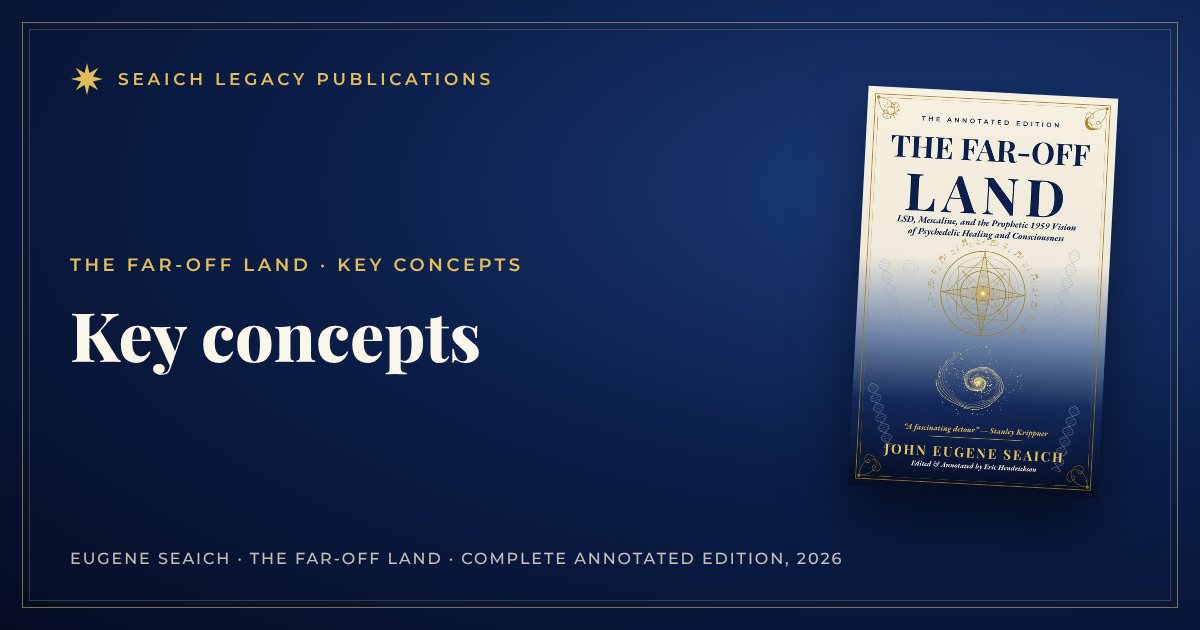 SEAICH LEGACY PUBLICATIONS
THE FAR-OFF LAND · KEY CONCEPTS
Key concepts
EUGENE SEAICH · THE FAR-OFF LAND · COMPLETE ANNOTATED EDITION, 2026
THE ANNOTATED EDITION
THE FAR-OFF
LAND
LSD, Mescaline, and the Prophetic 1959 Vision
of Psychedelic Healing and Consciousness
"A fascinating detour" — Stanley Krippner
JOHN EUGENE SEAICH
Edited & Annotated by Eric Hendrickson